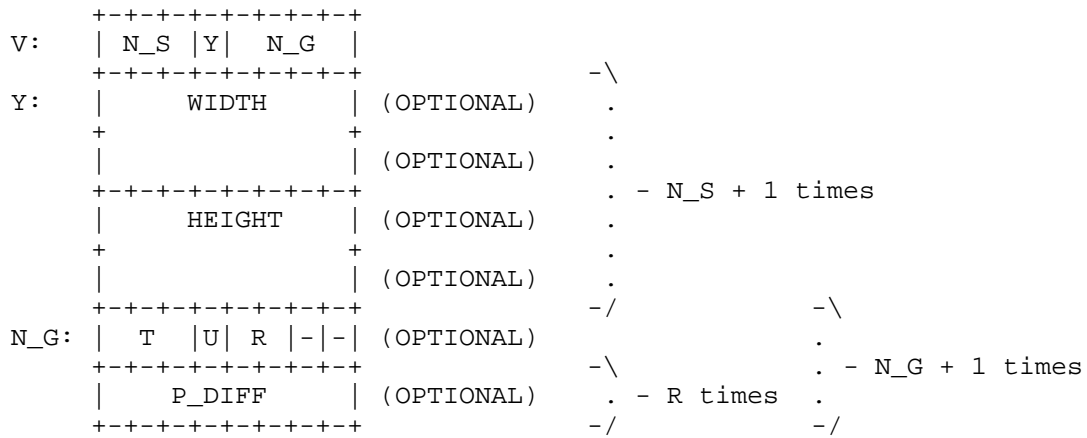 +-+-+-+-+-+-+-+-+
V:   | N_S |Y|  N_G  |
     +-+-+-+-+-+-+-+-+              -\
Y:   |     WIDTH     | (OPTIONAL)    .
     +               +               .
     |               | (OPTIONAL)    .
     +-+-+-+-+-+-+-+-+               . - N_S + 1 times
     |     HEIGHT    | (OPTIONAL)    .
     +               +               .
     |               | (OPTIONAL)    .
     +-+-+-+-+-+-+-+-+              -/            -\
N_G: |  T  |U| R |-|-| (OPTIONAL)                  .
     +-+-+-+-+-+-+-+-+              -\             . - N_G + 1 times
     |    P_DIFF     | (OPTIONAL)    . - R times   .
     +-+-+-+-+-+-+-+-+              -/            -/